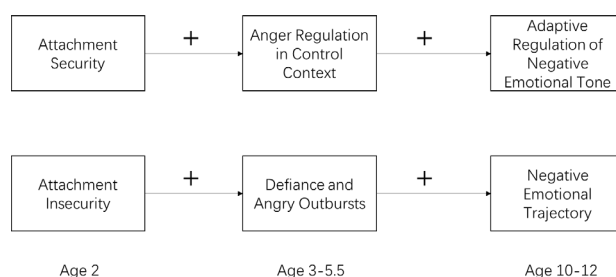 Attachment
Security
+
Anger Regulation
in Control
Context
+
Adaptive
Regulation of
Negative
Emotional Tone
Attachment
Insecurity
+
Defiance and
Angry Outbursts
+
Negative
Emotional
Trajectory
Age 2
Age 3-5.5
Age 10-12